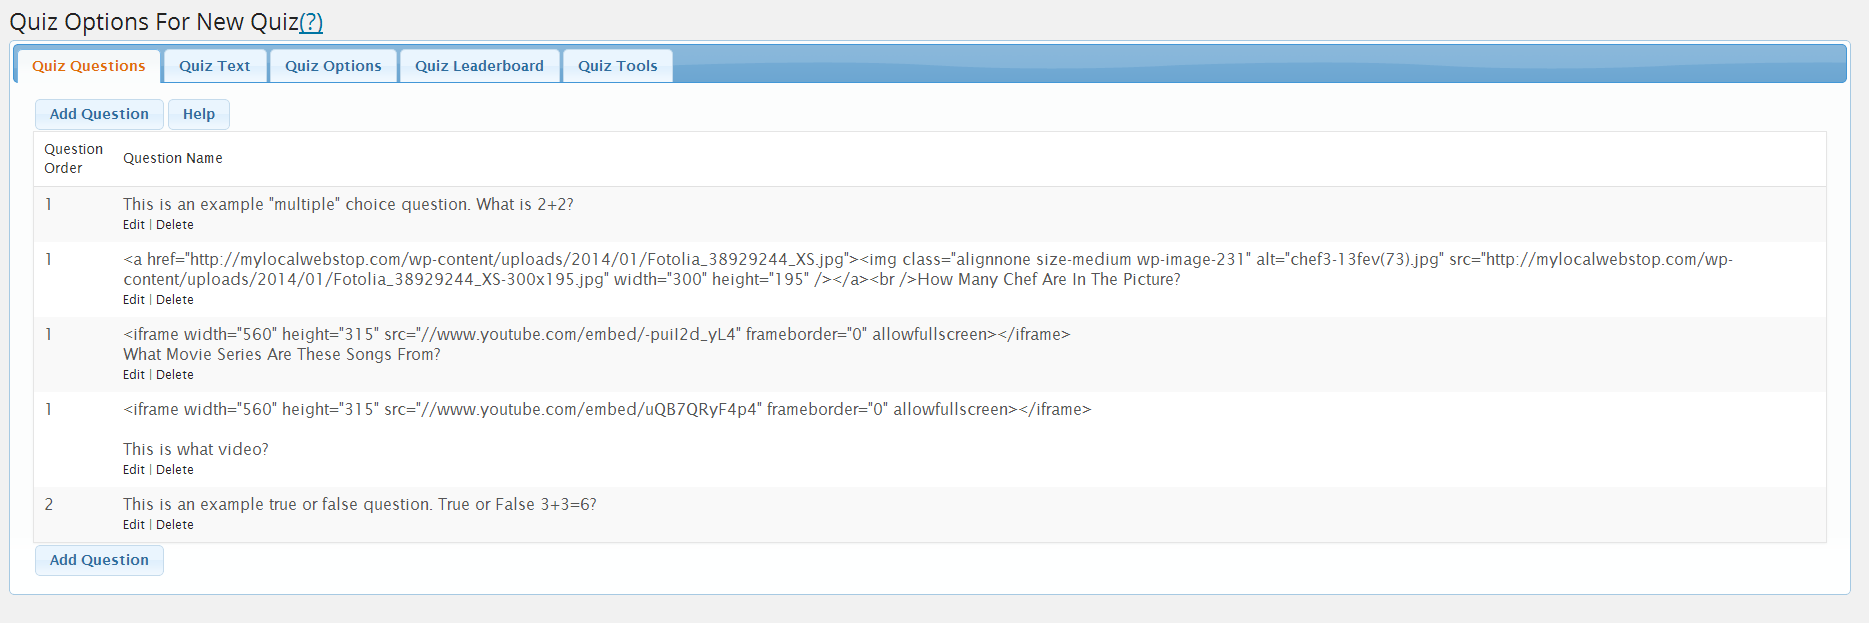 Quiz Options For New Quiz(?)
Quiz Questions Quiz Text Quiz Options Quiz Leaderboard Quiz Tools
Add Question Help
Question Order Question Name
1 This is an example "multiple" choice question. What is 2+2?
Edit | Delete
1 <a href="http://mylocalwebstop.com/wp-content/uploads/2014/01/Fotolia_38929244_XS.jpg"><img class="alignnone size-medium wp-image-231" alt="chef3-13fev(73).jpg" src="http://mylocalwebstop.com/wp-
content/uploads/2014/01/Fotolia_38929244_XS-300x195.jpg" width="300" height="195" /></a><br />How Many Chef Are In The Picture?
Edit | Delete
1 <iframe width="560" height="315" src="//www.youtube.com/embed/-puiI2d_yL4" frameborder="0" allowfullscreen></iframe>
What Movie Series Are These Songs From?
Edit | Delete
1 <iframe width="560" height="315" src="//www.youtube.com/embed/uQB7QRyF4p4" frameborder="0" allowfullscreen></iframe>
This is what video?
Edit | Delete
2 This is an example true or false question. True or False 3+3=6?
Edit | Delete
Add Question